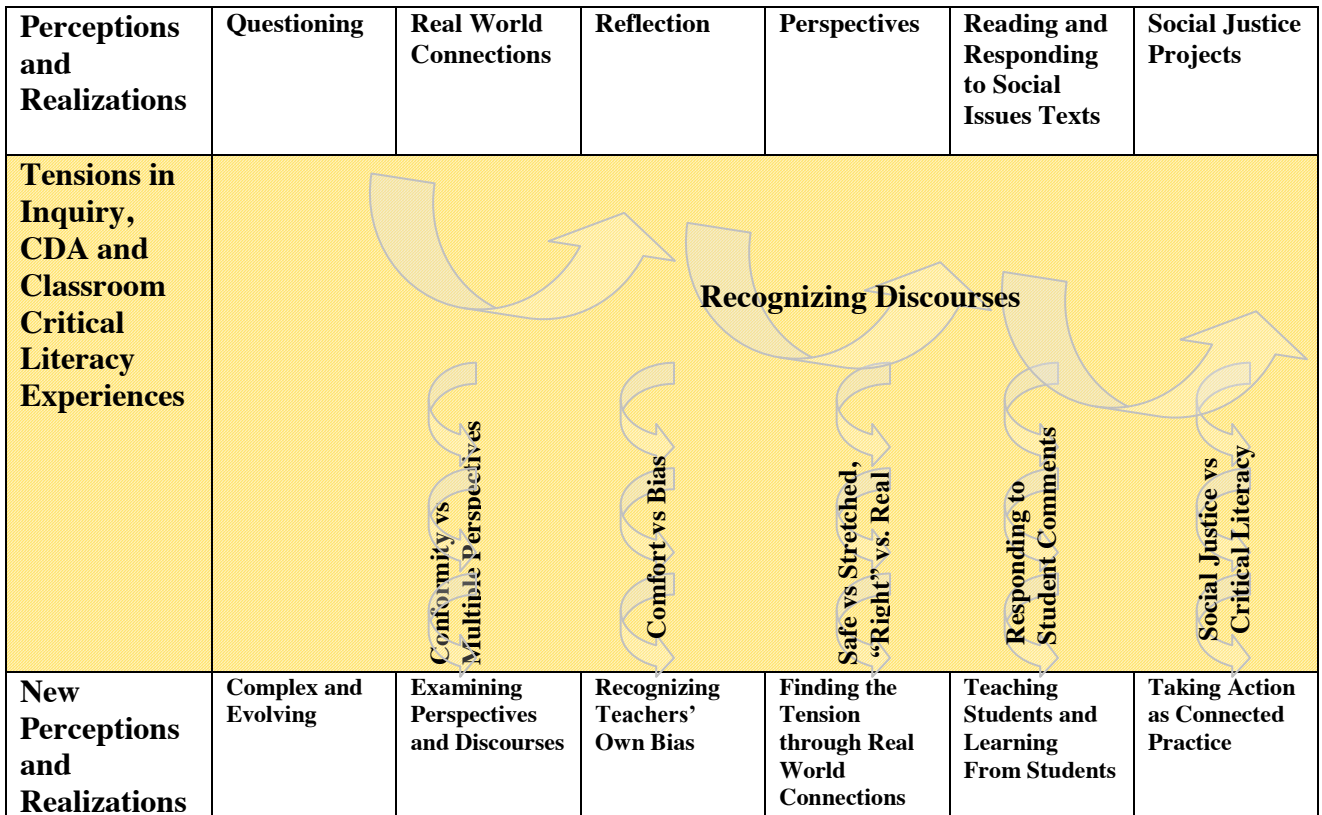 Perceptions
and
Realizations
Questioning
Real World
Connections
Reflection
Perspectives
Reading and
Responding
to Social
Issues Texts
Social Justice
Projects
Tensions in
Inquiry,
CDA and
Classroom
Critical
Literacy
Experiences
Recognizing Discourses
Conformity vs
Multiple Perspectives
Comfort vs Bias
Safe vs Stretched,
“Right” vs. Real
Responding to
Student Comments
Social Justice vs
Critical Literacy
New
Perceptions
and
Realizations
Complex and
Evolving
Examining
Perspectives
and Discourses
Recognizing
Teachers’
Own Bias
Finding the
Tension
through Real
World
Connections
Teaching
Students and
Learning
From Students
Taking Action
as Connected
Practice